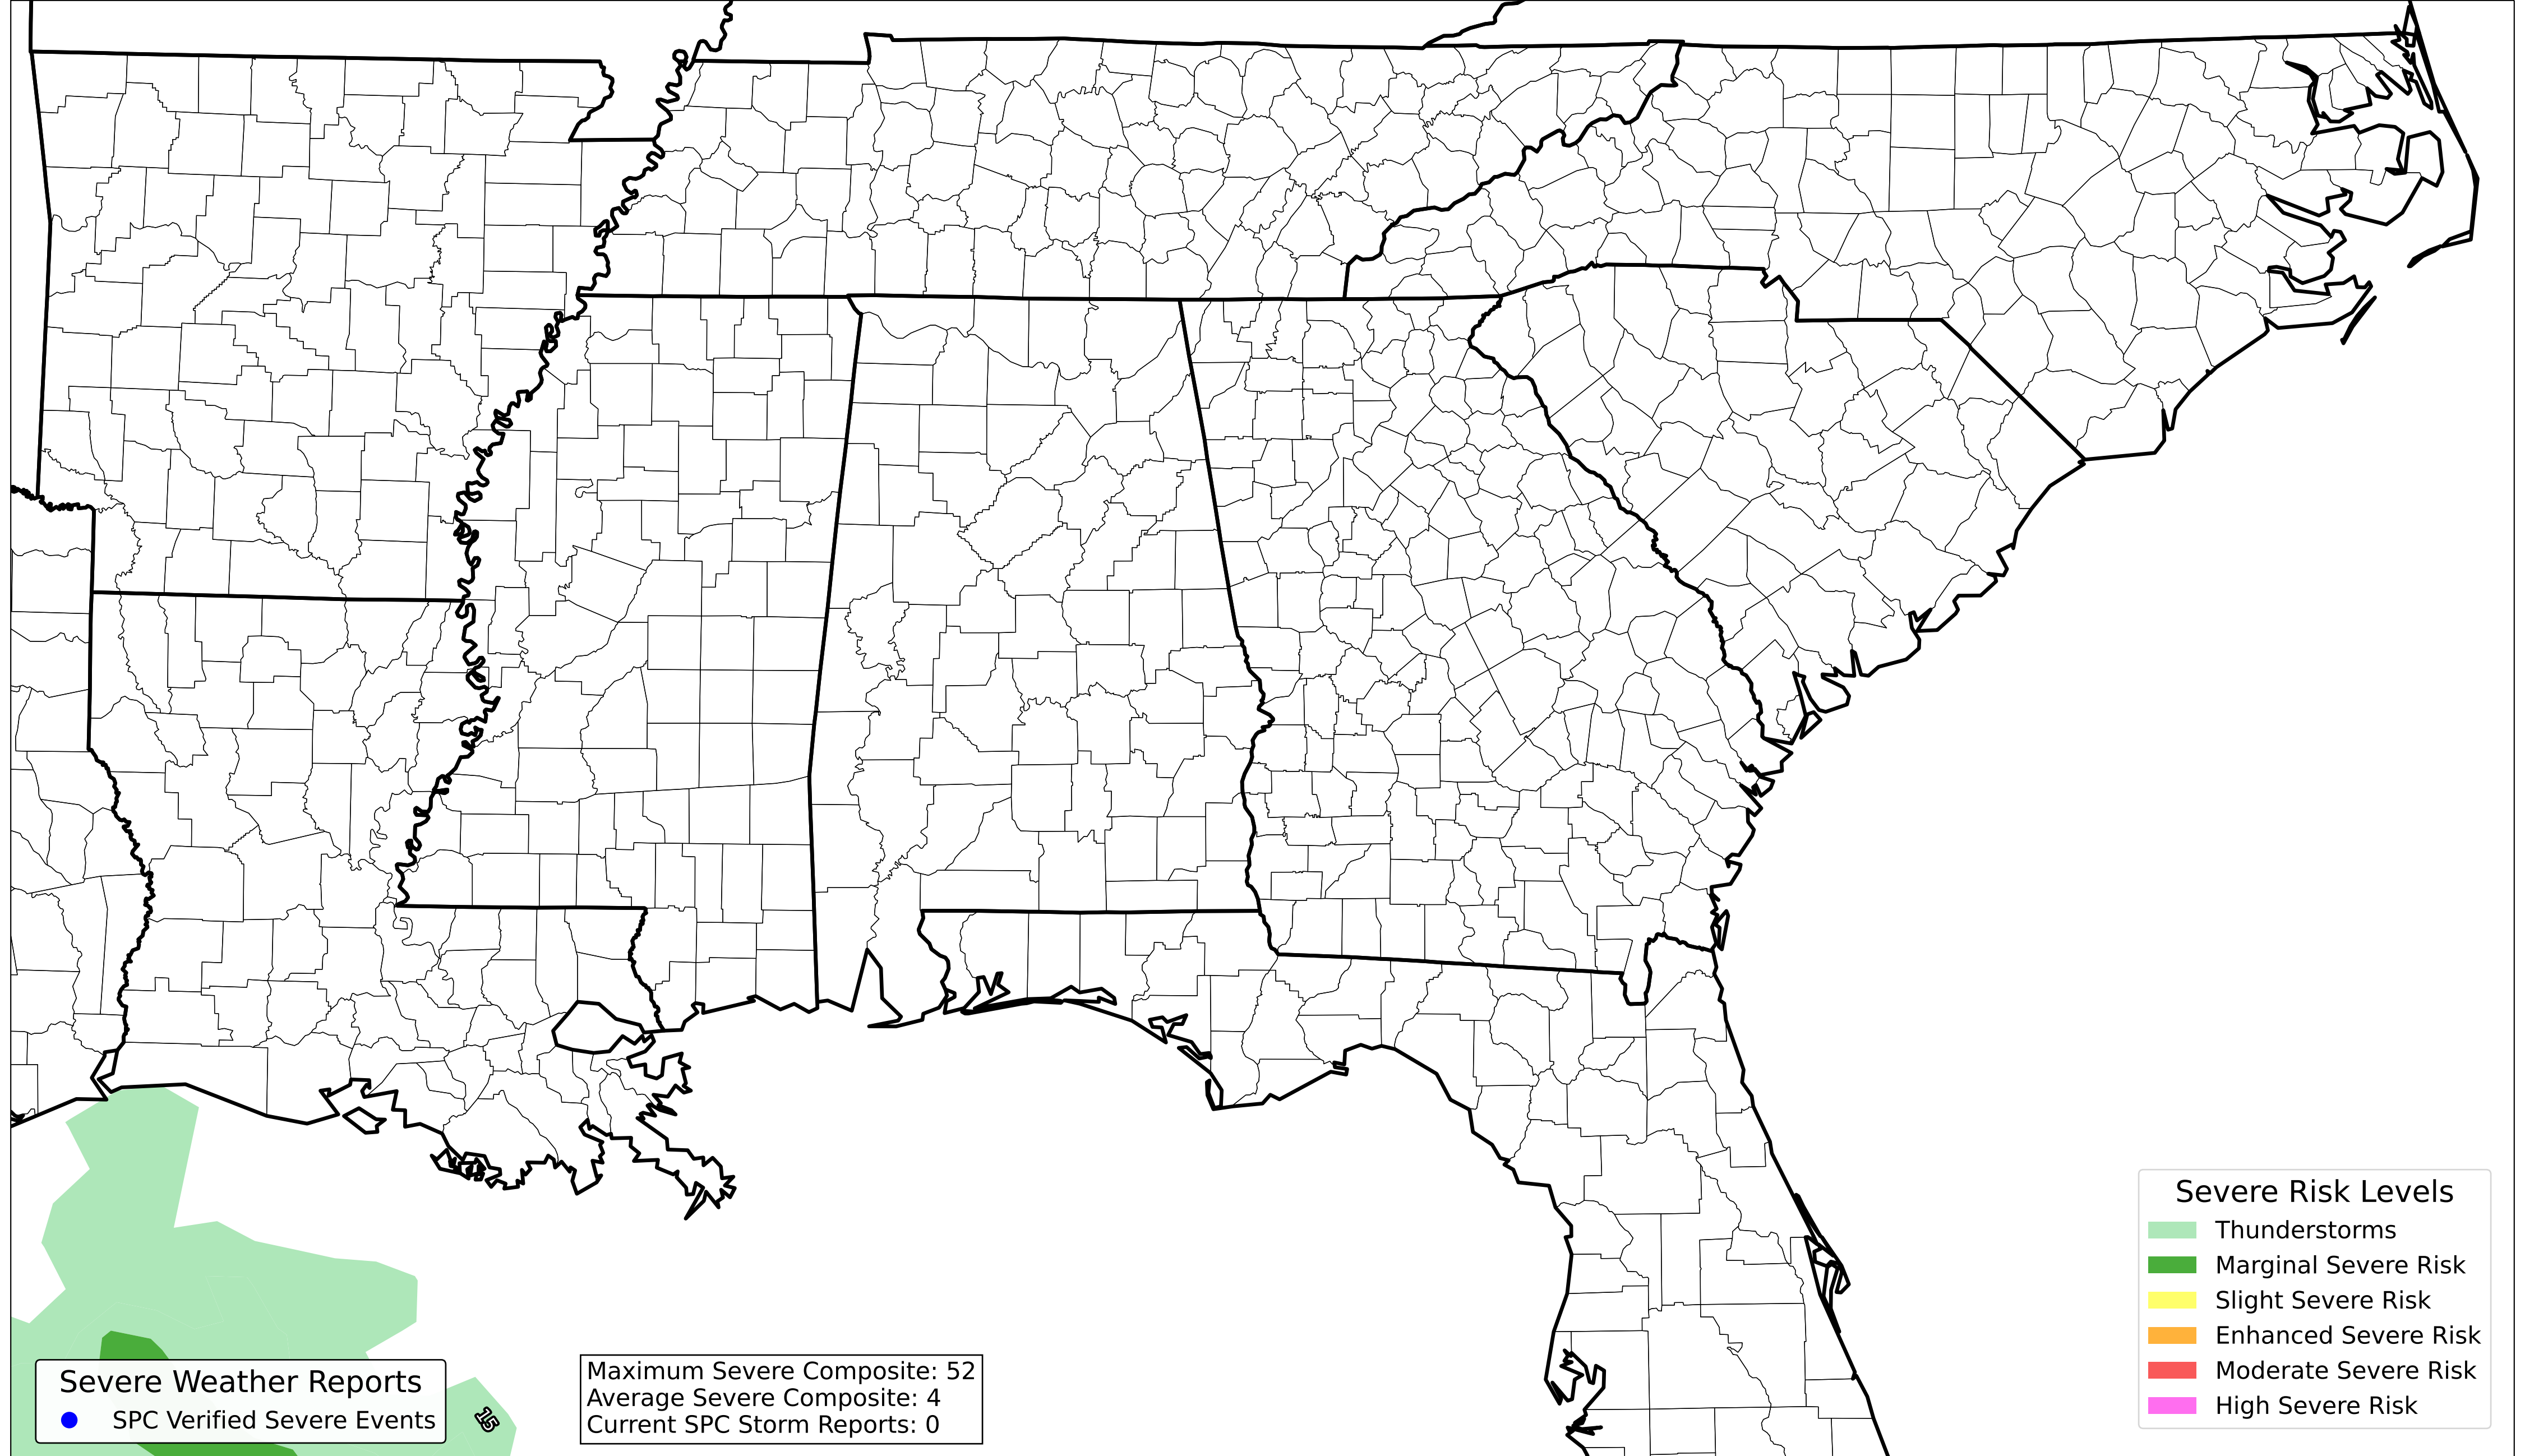 Severe Weather Reports
SPC Verified Severe Events
15
Maximum Severe Composite: 52
Average Severe Composite: 4
Current SPC Storm Reports: 0
Severe Risk Levels
Thunderstorms
Marginal Severe Risk
Slight Severe Risk
Enhanced Severe Risk
Moderate Severe Risk
High Severe Risk